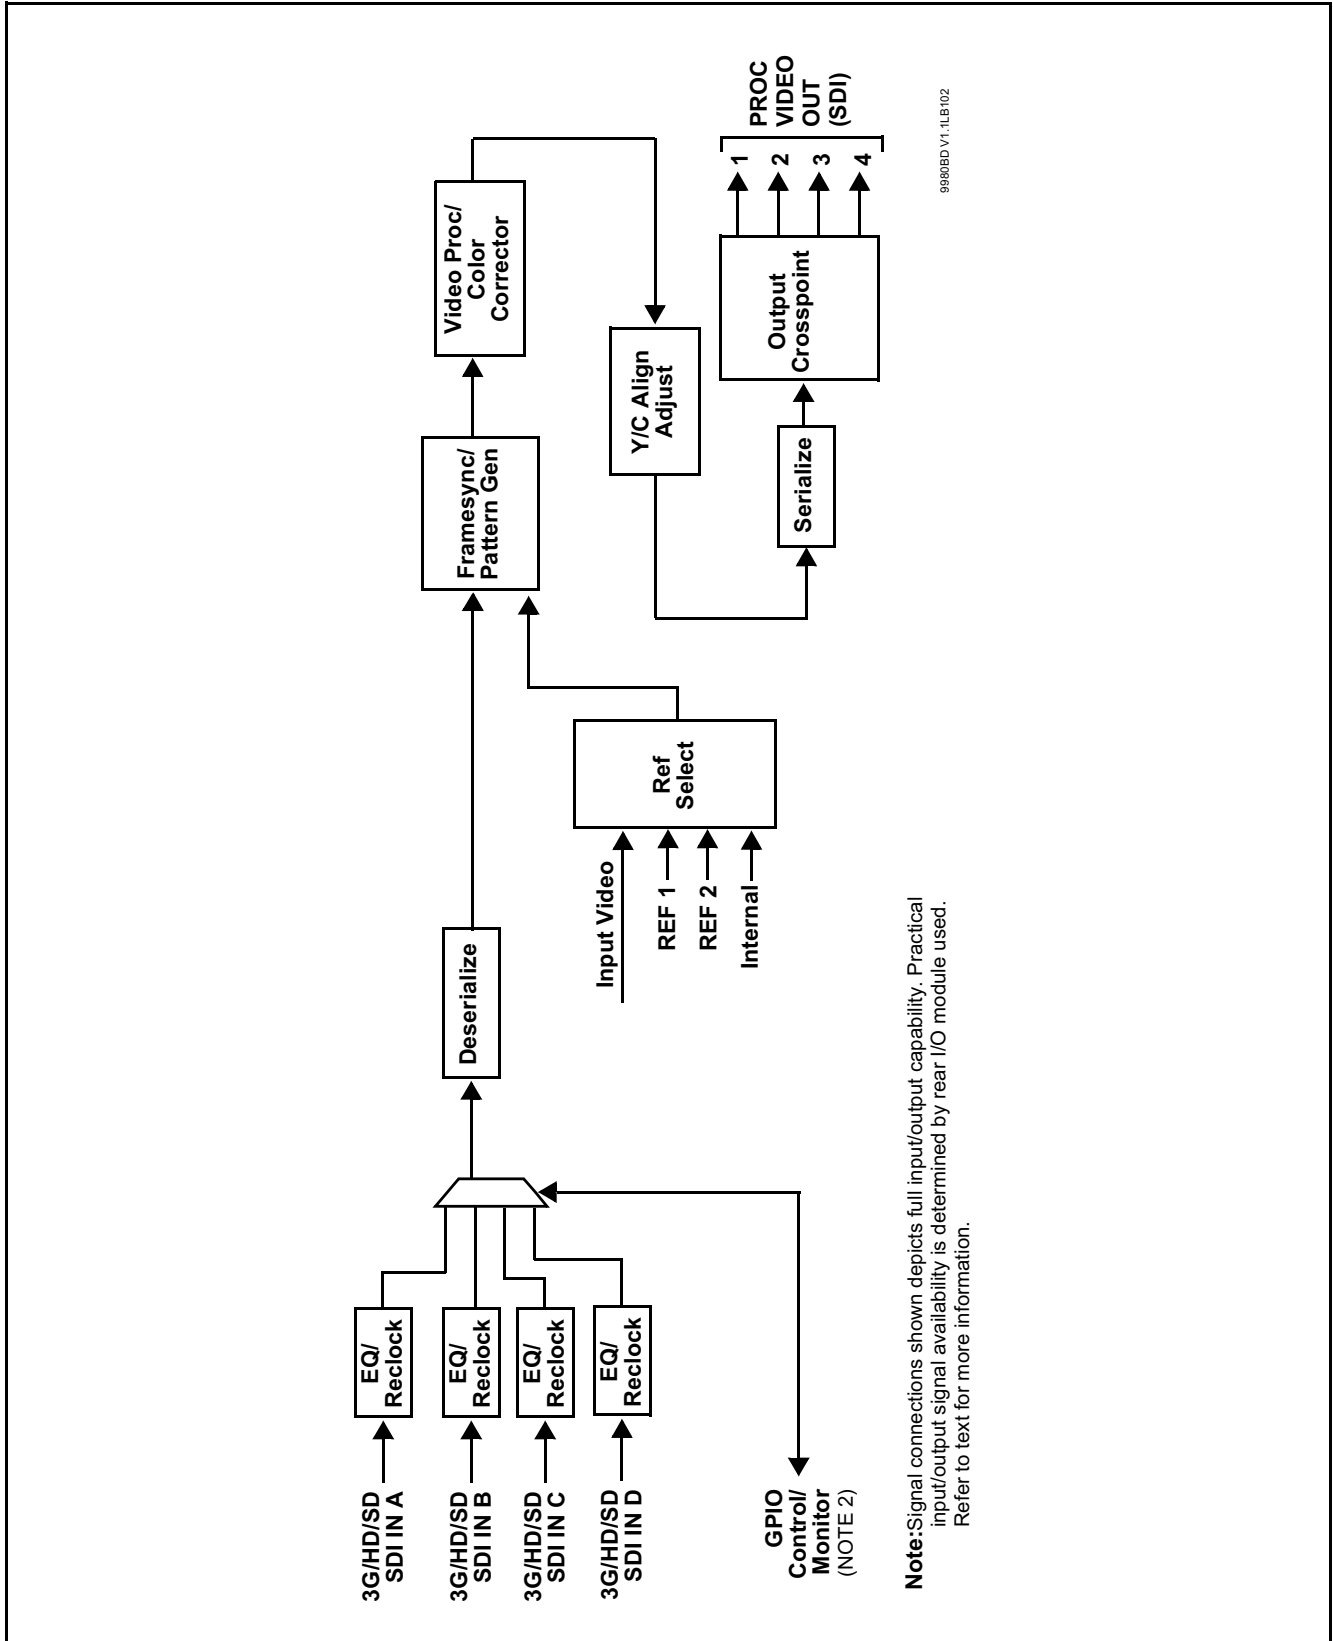 3G/HD/SD
SDI IN A
3G/HD/SD
SDI IN B
3G/HD/SD
SDI IN C
3G/HD/SD
SDI IN D
EQ/
Reclock
EQ/
Reclock
EQ/
Reclock
EQ/
Reclock
GPIO
Control/
Monitor
(NOTE 2)
Deserialize
Input Video
REF 1
REF 2
Internal
Ref
Select
Framesync/
Pattern Gen
Video Proc/
Color
Corrector
Y/C Align
Adjust
Serialize
Output
Crosspoint
1
2
3
4
PROC
VIDEO
OUT
(SDI)
9980BD V1.1LB102
Note:Signal connections shown depicts full input/output capability. Practical
input/output signal availability is determined by rear I/O module used.
Refer to text for more information.